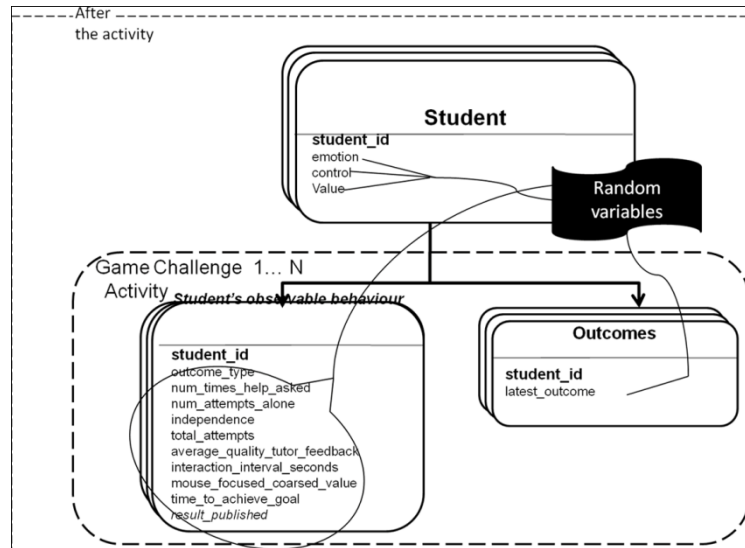 After
the activity
Student
student_id
emotion
control
Value
Random
variables
Game Challenge 1... N
Activity
Student's observable behaviour
student_id
outcome_type
num_times_help_asked
num_attempts_alone
independence
total_attempts
average_quality_tutor_feedback
interaction_interval_seconds
mouse_focused_coarsed_value
time_to_achieve_goal
result_published
Outcomes
student_id
latest_outcome